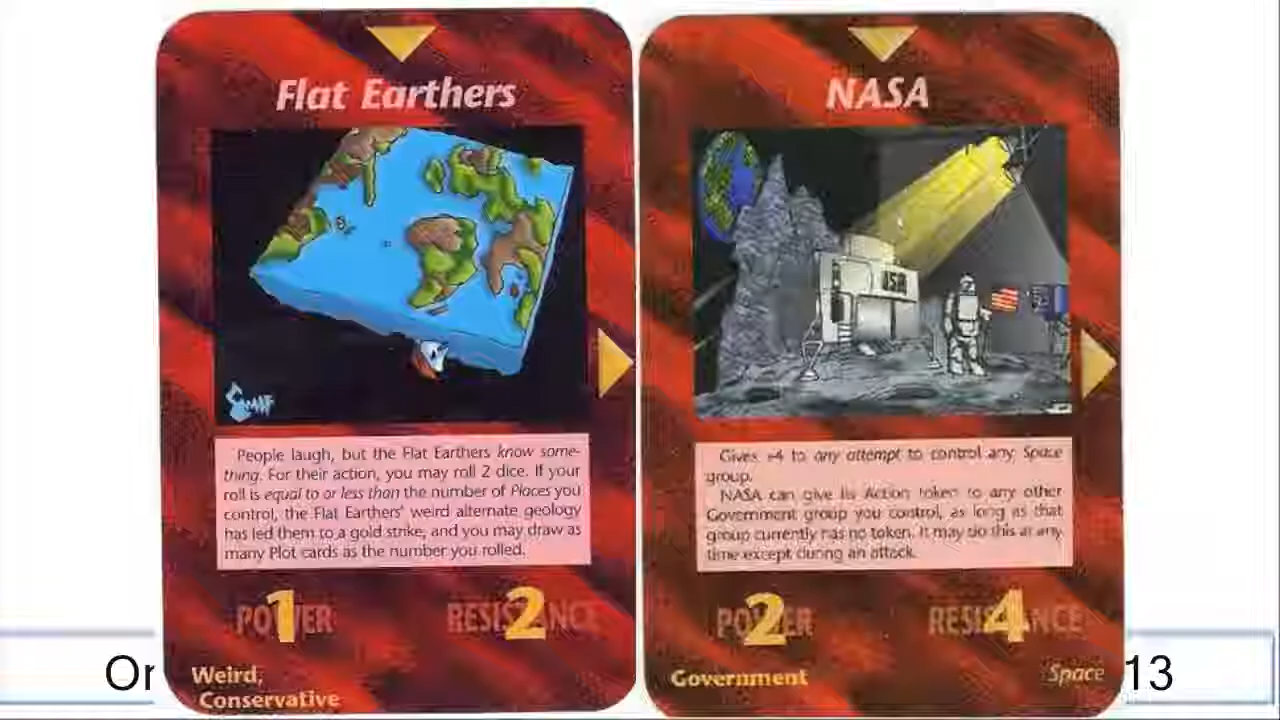 Flat Earthers
People laugh, but the Flat Earthers know some-
thing. For their action, you may roll 2 dice. If your
roll is equal to or less than the number of Places you
control, the Flat Earthers' weird alternate geology
has led them to a gold strike, and you may draw as
many Plot cards as the number you rolled.
POWER 1
RESISTANCE 2
Weird,
Conservative
NASA
USA
Gives +4 to any attempt to control any Space
group.
NASA can give its Action token to any other
Government group you control, as long as that
group currently has no token. It may do this at any
time except during an attack.
POWER 2
RESISTANCE 4
Government
Space
Or
13